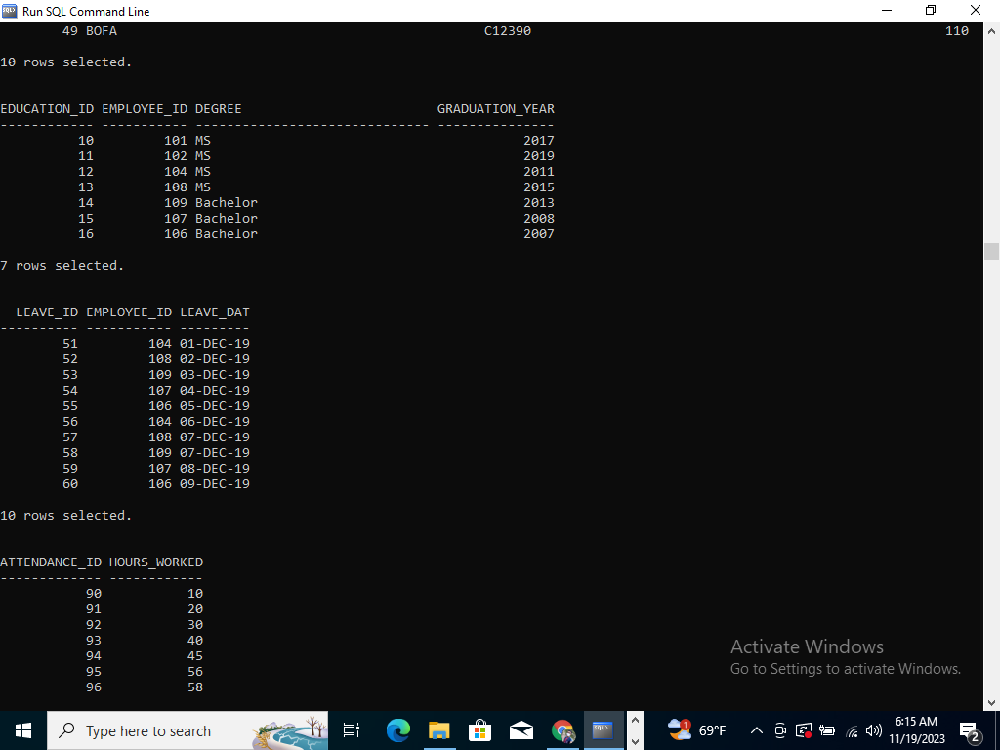 Run SQL Command Line
49 BOFA C12390 110
10 rows selected.
EDUCATION_ID EMPLOYEE_ID DEGREE GRADUATION_YEAR
------------ ----------- ------------------------------ ---------------
10 101 MS 2017
11 102 MS 2019
12 104 MS 2011
13 108 MS 2015
14 109 Bachelor 2013
15 107 Bachelor 2008
16 106 Bachelor 2007
7 rows selected.
LEAVE_ID EMPLOYEE_ID LEAVE_DAT
---------- ----------- ---------
51 104 01-DEC-19
52 108 02-DEC-19
53 109 03-DEC-19
54 107 04-DEC-19
55 106 05-DEC-19
56 104 06-DEC-19
57 108 07-DEC-19
58 109 07-DEC-19
59 107 08-DEC-19
60 106 09-DEC-19
10 rows selected.
ATTENDANCE_ID HOURS_WORKED
------------- ------------
90 10
91 20
92 30
93 40
94 45
95 56
96 58
Activate Windows
Go to Settings to activate Windows.
Type here to search
1
69°F
6:15 AM
11/19/2023
2